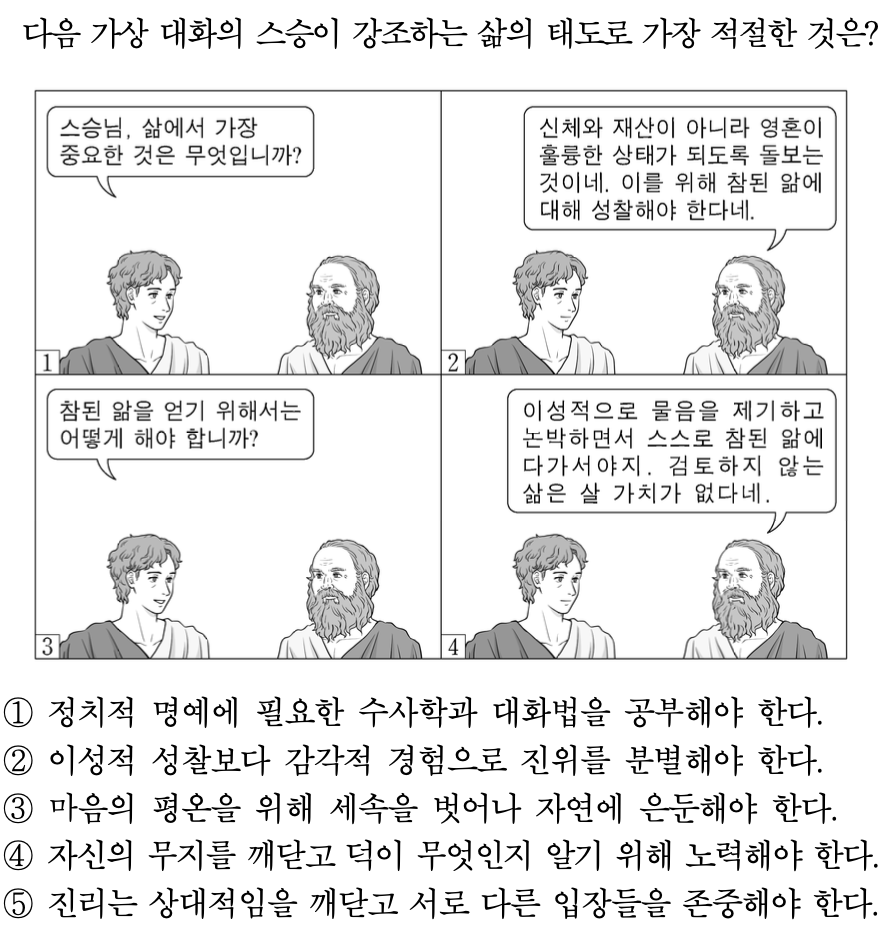 다음 가상 대화의 스승이 강조하는 삶의 태도로 가장 적절한 것은?
스승님, 삶에서 가장
중요한 것은 무엇입니까?
1
신체와 재산이 아니라 영혼이
훌륭한 상태가 되도록 돌보는
것이네. 이를 위해 참된 앎에
대해 성찰해야 한다네.
2
참된 앎을 얻기 위해서는
어떻게 해야 합니까?
3
이성적으로 물음을 제기하고
논박하면서 스스로 참된 앎에
다가서야지. 검토하지 않는
삶은 살 가치가 없다네.
4
① 정치적 명예에 필요한 수사학과 대화법을 공부해야 한다.
② 이성적 성찰보다 감각적 경험으로 진위를 분별해야 한다.
③ 마음의 평온을 위해 세속을 벗어나 자연에 은둔해야 한다.
④ 자신의 무지를 깨닫고 덕이 무엇인지 알기 위해 노력해야 한다.
⑤ 진리는 상대적임을 깨닫고 서로 다른 입장들을 존중해야 한다.